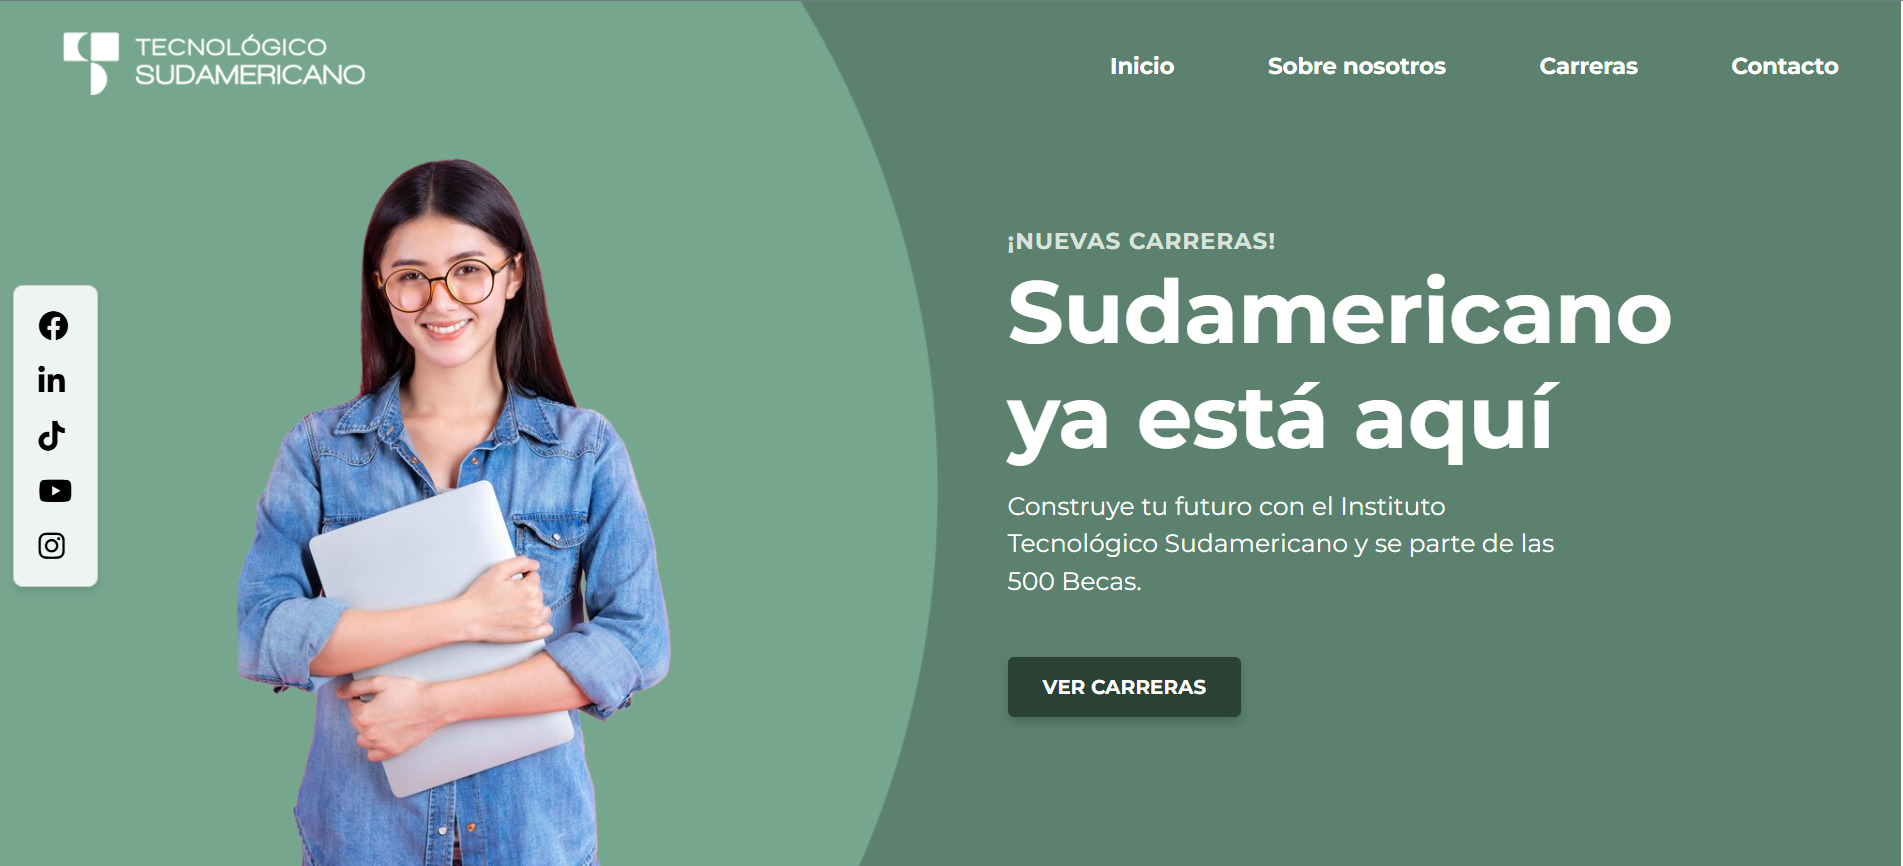 TECNOLÓGICO
SUDAMERICANO
Inicio
Sobre nosotros
Carreras
Contacto
¡NUEVAS CARRERAS!
Sudamericano
ya está aquí
Construye tu futuro con el Instituto
Tecnológico Sudamericano y se parte de las
500 Becas.
VER CARRERAS